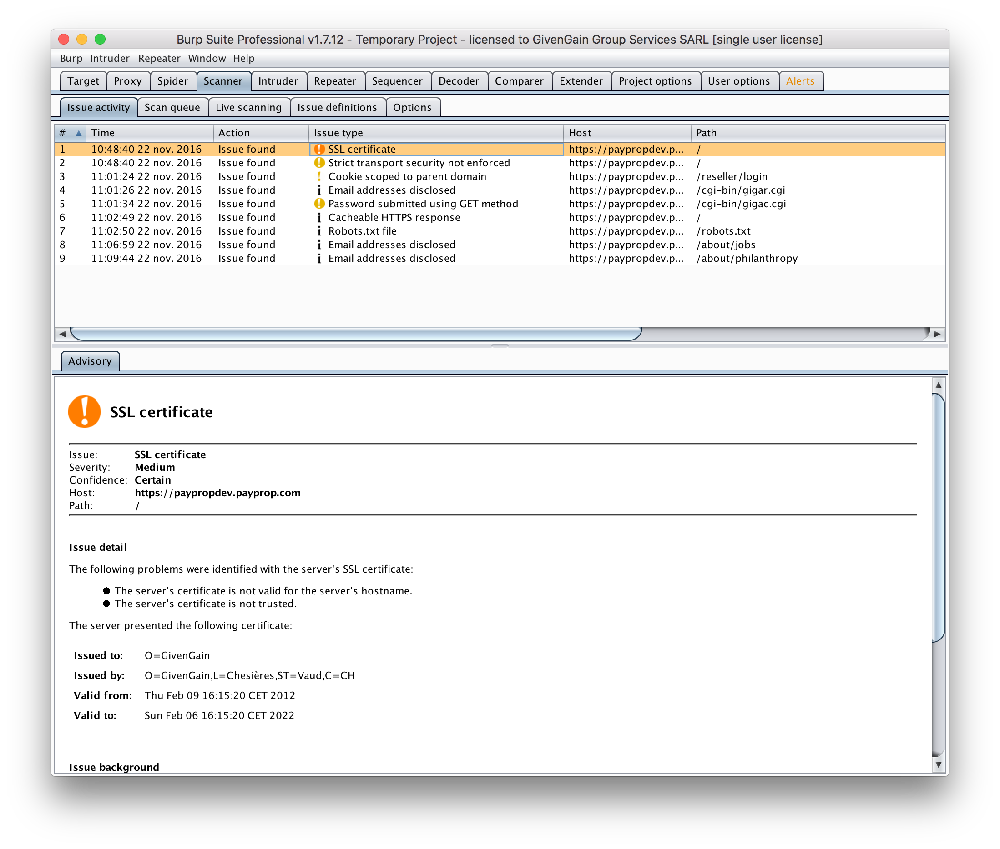 Burp Suite Professional v1.7.12 - Temporary Project - licensed to GivenGain Group Services SARL [single user license]
Burp Intruder Repeater Window Help
Target Proxy Spider Scanner Intruder Repeater Sequencer Decoder Comparer Extender Project options User options Alerts
Issue activity Scan queue Live scanning Issue definitions Options
# Time Action Issue type Host Path
1 10:48:40 22 nov. 2016 Issue found SSL certificate https://paypropdev.p... /
2 10:48:40 22 nov. 2016 Issue found Strict transport security not enforced https://paypropdev.p... /
3 11:01:24 22 nov. 2016 Issue found Cookie scoped to parent domain https://paypropdev.p... /reseller/login
4 11:01:26 22 nov. 2016 Issue found Email addresses disclosed https://paypropdev.p... /cgi-bin/gigar.cgi
5 11:01:34 22 nov. 2016 Issue found Password submitted using GET method https://paypropdev.p... /cgi-bin/gigac.cgi
6 11:02:49 22 nov. 2016 Issue found Cacheable HTTPS response https://paypropdev.p... /
7 11:02:50 22 nov. 2016 Issue found Robots.txt file https://paypropdev.p... /robots.txt
8 11:06:59 22 nov. 2016 Issue found Email addresses disclosed https://paypropdev.p... /about/jobs
9 11:09:44 22 nov. 2016 Issue found Email addresses disclosed https://paypropdev.p... /about/philanthropy
Advisory
SSL certificate
Issue: SSL certificate
Severity: Medium
Confidence: Certain
Host: https://paypropdev.payprop.com
Path: /
Issue detail
The following problems were identified with the server's SSL certificate:
● The server's certificate is not valid for the server's hostname.
● The server's certificate is not trusted.
The server presented the following certificate:
Issued to: O=GivenGain
Issued by: O=GivenGain,L=Chesières,ST=Vaud,C=CH
Valid from: Thu Feb 09 16:15:20 CET 2012
Valid to: Sun Feb 06 16:15:20 CET 2022
Issue background